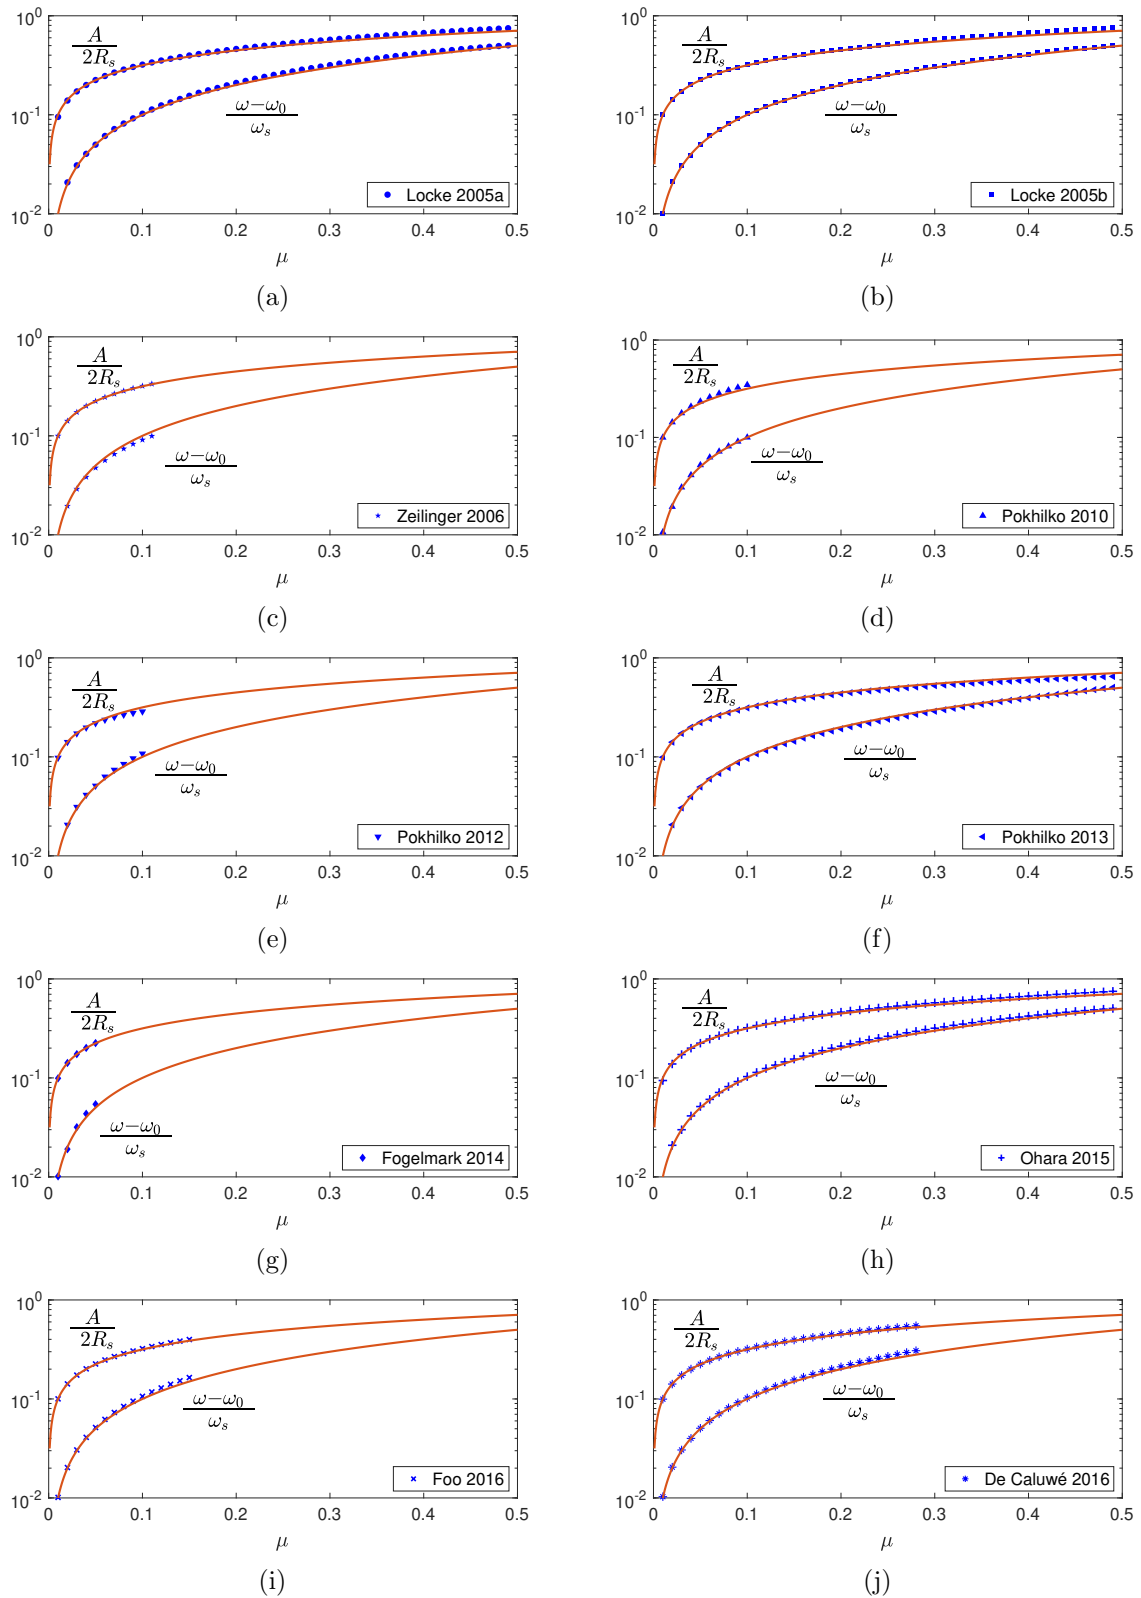 10^0
10^-1
10^-2
A
2R_s
ω−ω_0
ω_s
Locke 2005a
0 0.1 0.2 0.3 0.4 0.5
μ
(a)
10^0
10^-1
10^-2
A
2R_s
ω−ω_0
ω_s
Locke 2005b
0 0.1 0.2 0.3 0.4 0.5
μ
(b)
10^0
10^-1
10^-2
A
2R_s
ω−ω_0
ω_s
Zeilinger 2006
0 0.1 0.2 0.3 0.4 0.5
μ
(c)
10^0
10^-1
10^-2
A
2R_s
ω−ω_0
ω_s
Pokhilko 2010
0 0.1 0.2 0.3 0.4 0.5
μ
(d)
10^0
10^-1
10^-2
A
2R_s
ω−ω_0
ω_s
Pokhilko 2012
0 0.1 0.2 0.3 0.4 0.5
μ
(e)
10^0
10^-1
10^-2
A
2R_s
ω−ω_0
ω_s
Pokhilko 2013
0 0.1 0.2 0.3 0.4 0.5
μ
(f)
10^0
10^-1
10^-2
A
2R_s
ω−ω_0
ω_s
Fogelmark 2014
0 0.1 0.2 0.3 0.4 0.5
μ
(g)
10^0
10^-1
10^-2
A
2R_s
ω−ω_0
ω_s
Ohara 2015
0 0.1 0.2 0.3 0.4 0.5
μ
(h)
10^0
10^-1
10^-2
A
2R_s
ω−ω_0
ω_s
Foo 2016
0 0.1 0.2 0.3 0.4 0.5
μ
(i)
10^0
10^-1
10^-2
A
2R_s
ω−ω_0
ω_s
De Caluwé 2016
0 0.1 0.2 0.3 0.4 0.5
μ
(j)